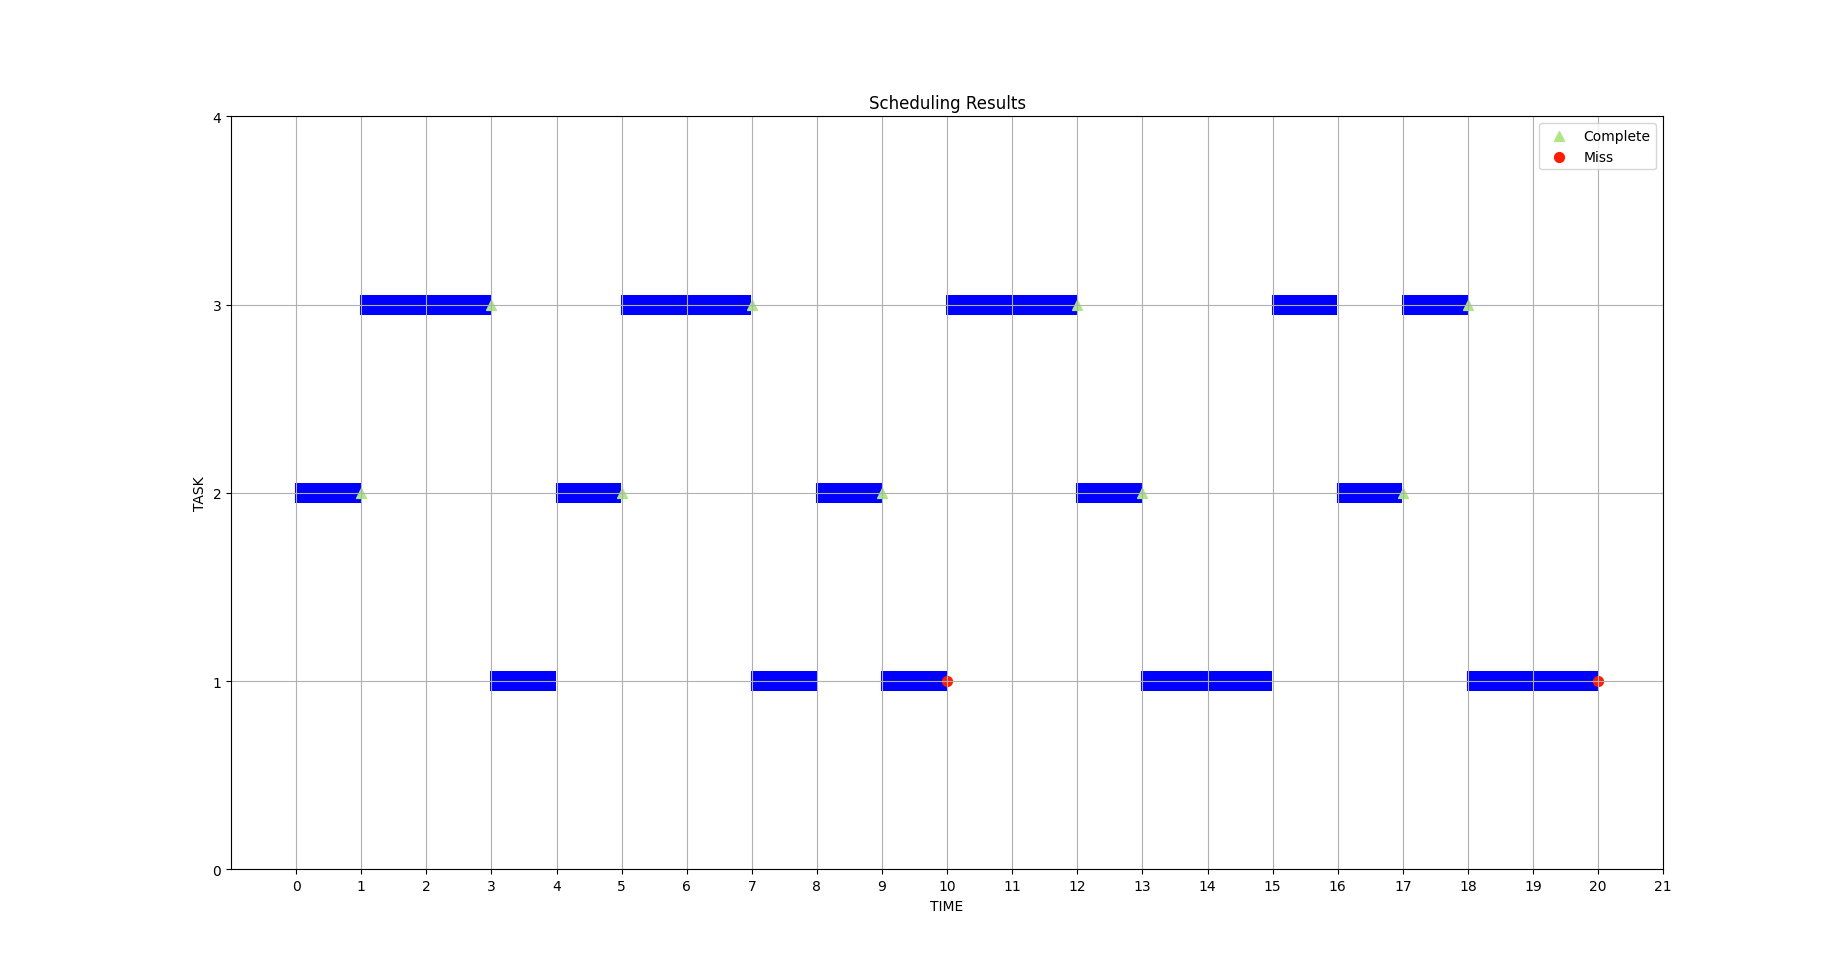 Scheduling Results
Complete
Miss
4
3
2
1
0
TASK
0 1 2 3 4 5 6 7 8 9 10 11 12 13 14 15 16 17 18 19 20 21
TIME